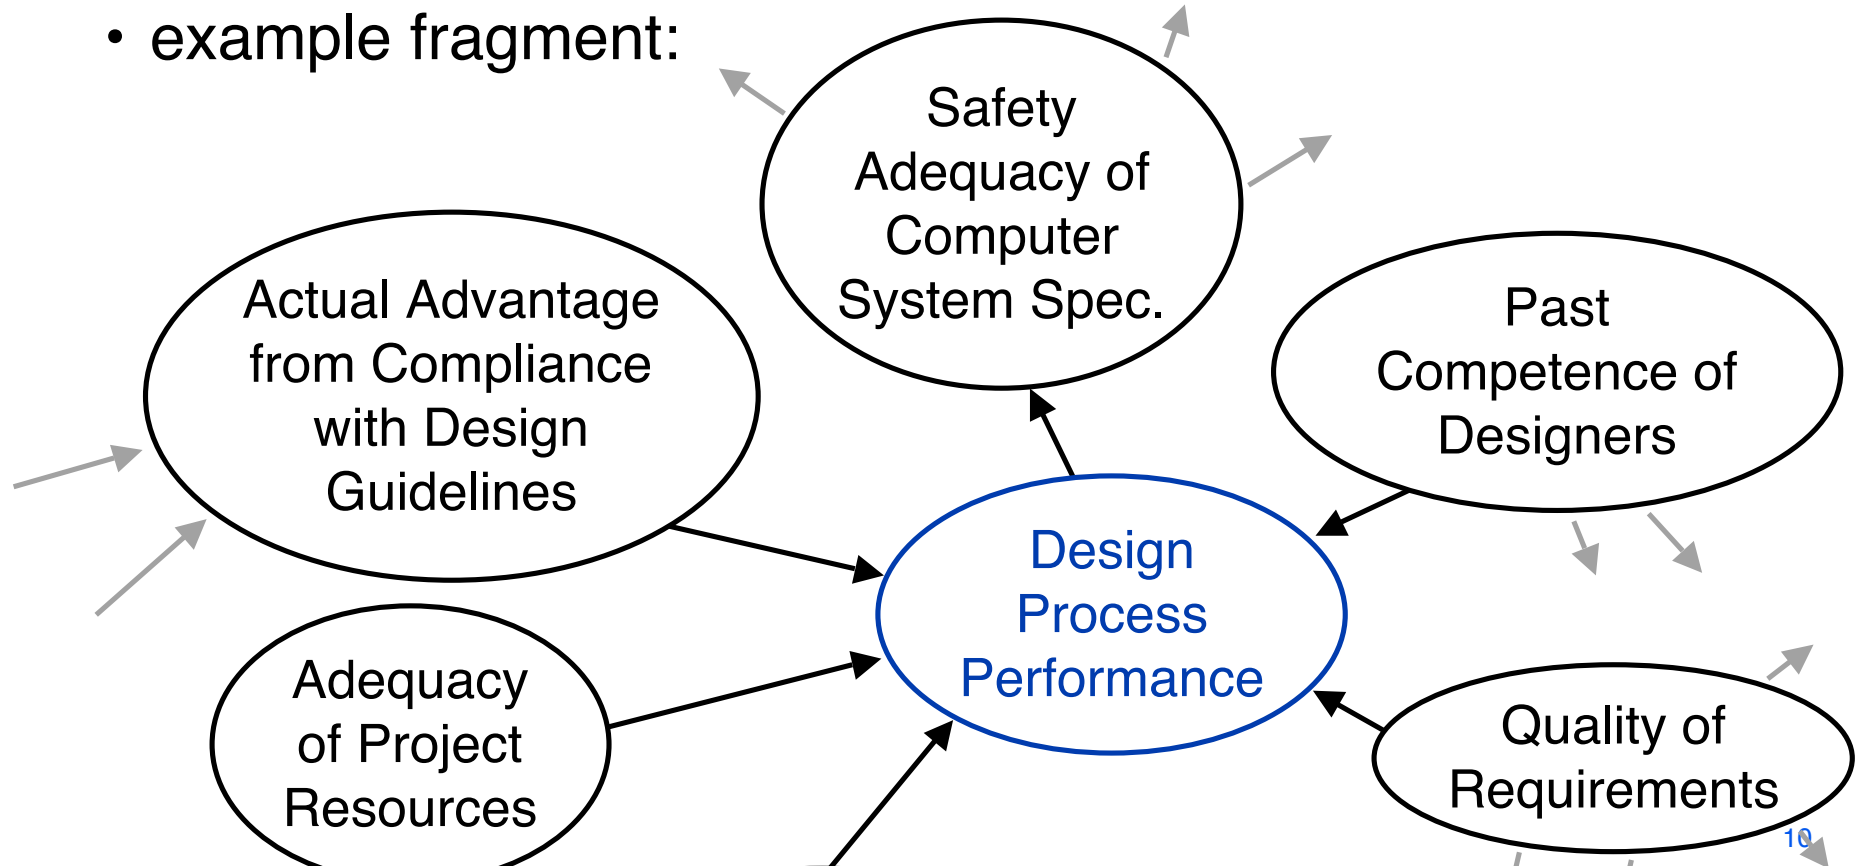 • example fragment:
Safety
Adequacy of
Computer
System Spec.
Actual Advantage
from Compliance
with Design
Guidelines
Past
Competence of
Designers
Design
Process
Performance
Adequacy
of Project
Resources
Quality of
Requirements
10